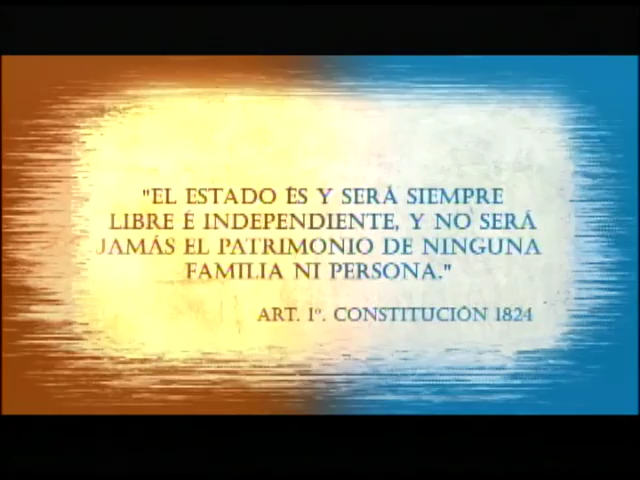 "EL ESTADO ÉS Y SERÁ SIEMPRE
LIBRE É INDEPENDIENTE, Y NO SERÁ
JAMÁS EL PATRIMONIO DE NINGUNA
FAMILIA NI PERSONA."
ART. 1º. CONSTITUCIÓN 1824